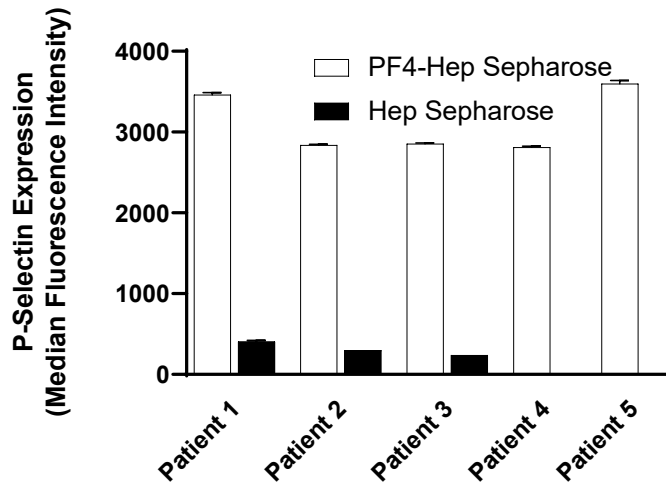 P-Selectin Expression
(Median Fluorescence Intensity)
4000
3000
2000
1000
0
PF4-Hep Sepharose
Hep Sepharose
Patient 1
Patient 2
Patient 3
Patient 4
Patient 5